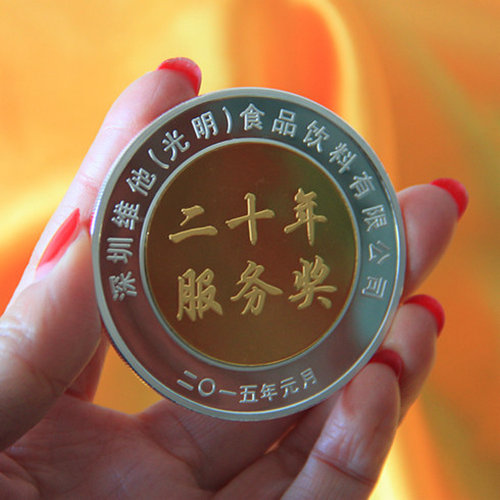 深圳维他(光明)食品饮料有限公司
二十年
服务奖
二〇一五年元月